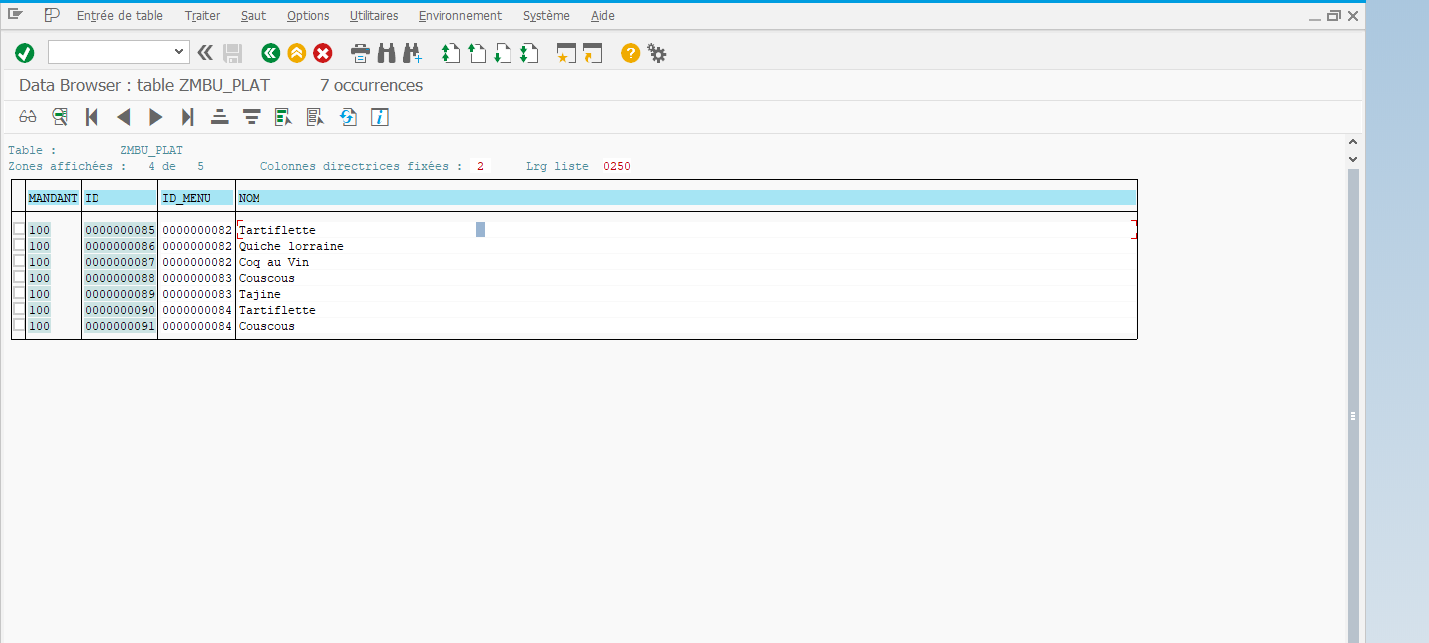 Entrée de table Traiter Saut Options Utilitaires Environnement Système Aide
Data Browser : table ZMBU_PLAT 7 occurrences
Table : ZMBU_PLAT
Zones affichées : 4 de 5 Colonnes directrices fixées : 2 Lrg liste 0250
MANDANT ID ID_MENU NOM
100 0000000085 0000000082 Tartiflette
100 0000000086 0000000082 Quiche lorraine
100 0000000087 0000000082 Coq au Vin
100 0000000088 0000000083 Couscous
100 0000000089 0000000083 Tajine
100 0000000090 0000000084 Tartiflette
100 0000000091 0000000084 Couscous